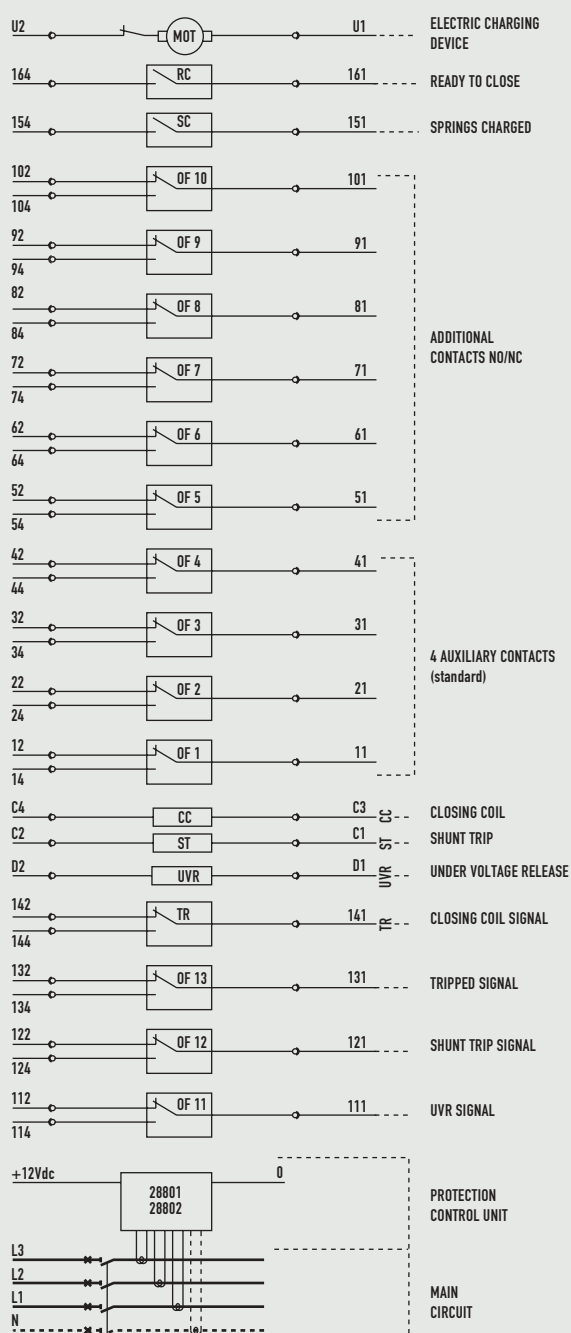 U2 MOT U1 ELECTRIC CHARGING
DEVICE
164 RC 161 READY TO CLOSE
154 SC 151 SPRINGS CHARGED
102 OF 10 101
104
92 OF 9 91
94
82 OF 8 81
84
ADDITIONAL
CONTACTS NO/NC
72 OF 7 71
74
62 OF 6 61
64
52 OF 5 51
54
42 OF 4 41
44
32 OF 3 31
34
4 AUXILIARY CONTACTS
(standard)
22 OF 2 21
24
12 OF 1 11
14
C4 CC C3 CC CLOSING COIL
C2 ST C1 ST SHUNT TRIP
D2 UVR D1 UVR UNDER VOLTAGE RELEASE
142 TR 141 TR CLOSING COIL SIGNAL
144
132 OF 13 131 TRIPPED SIGNAL
134
122 OF 12 121 SHUNT TRIP SIGNAL
124
112 OF 11 111 UVR SIGNAL
114
+12Vdc 0
28801
28802
PROTECTION
CONTROL UNIT
L3
L2
L1
N
MAIN
CIRCUIT